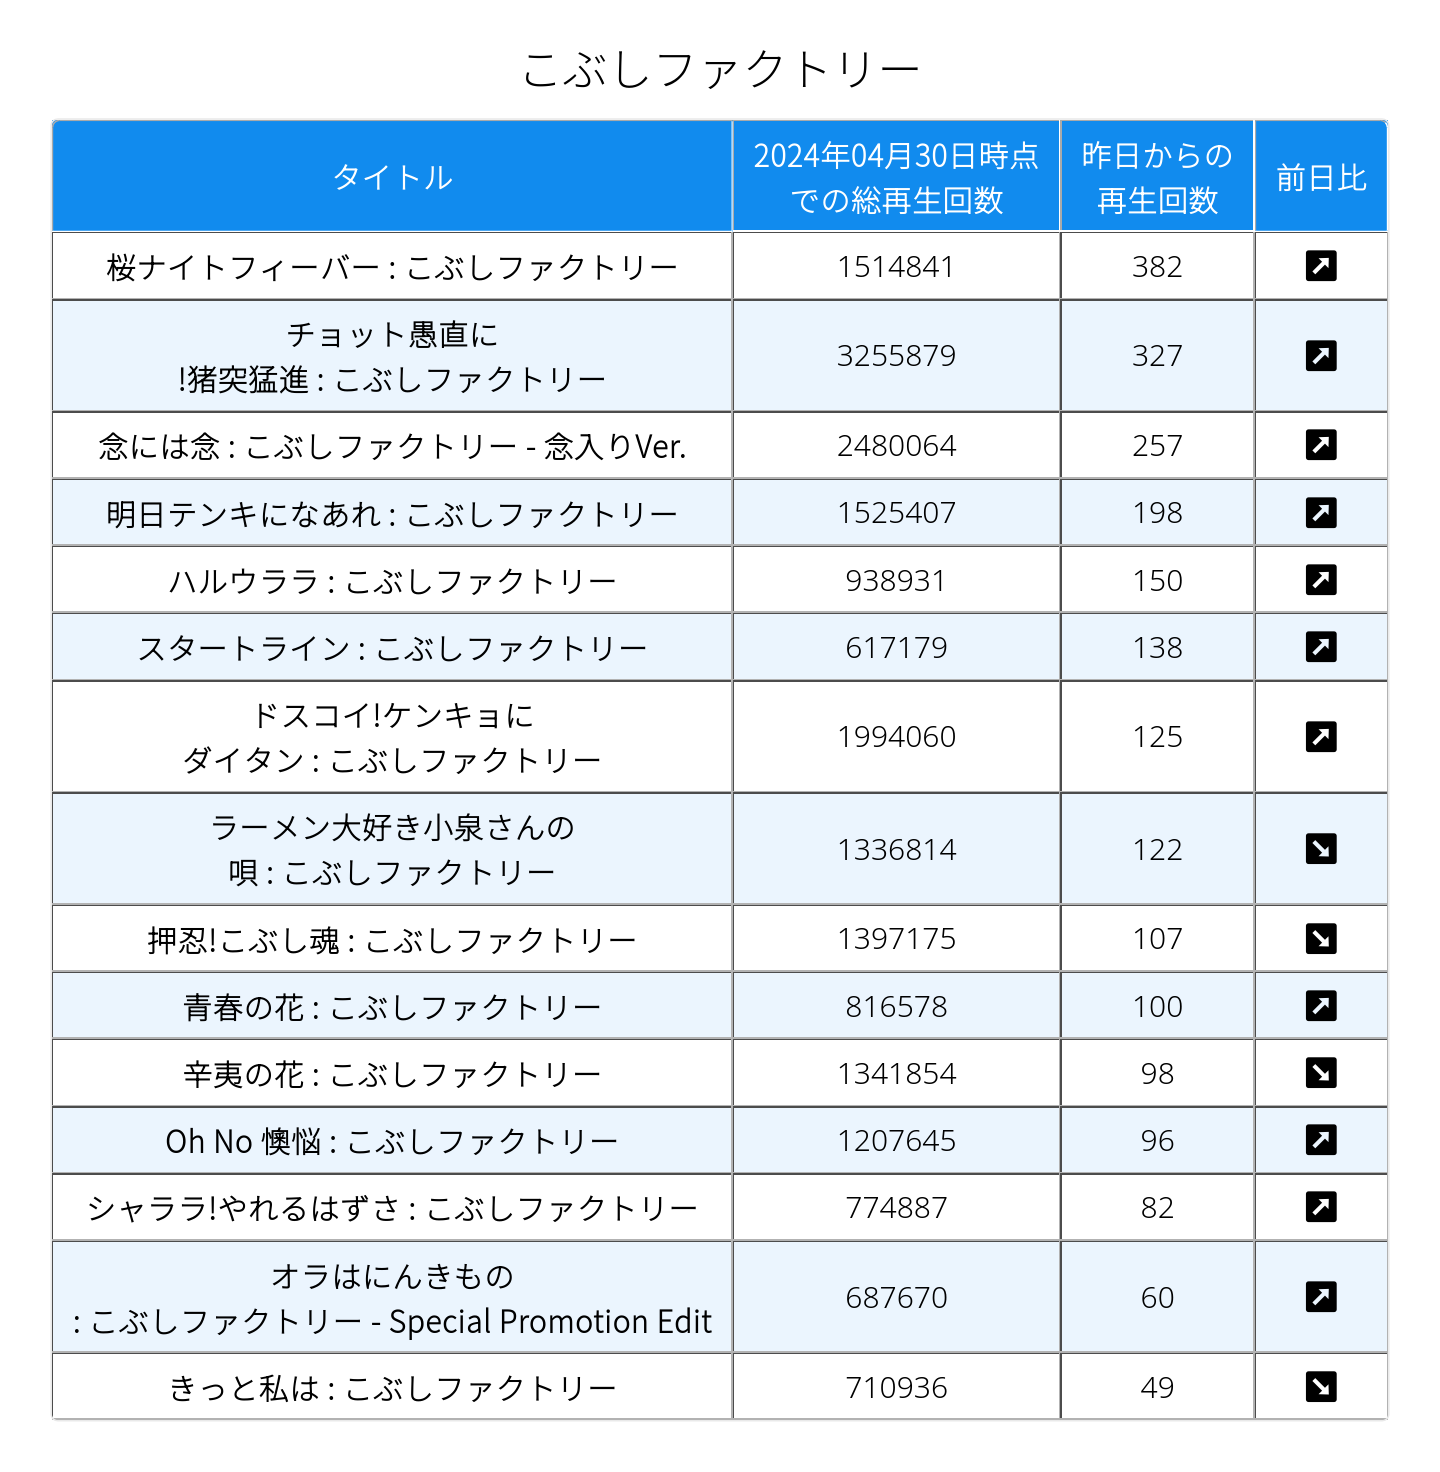 こぶしファクトリー
タイトル
2024年04月30日時点
での総再生回数
昨日からの
再生回数
前日比
桜ナイトフィーバー : こぶしファクトリー
1514841
382
チョット愚直に
!猪突猛進 : こぶしファクトリー
3255879
327
念には念 : こぶしファクトリー - 念入りVer.
2480064
257
明日テンキになあれ : こぶしファクトリー
1525407
198
ハルウララ : こぶしファクトリー
938931
150
スタートライン : こぶしファクトリー
617179
138
ドスコイ!ケンキョに
ダイタン : こぶしファクトリー
1994060
125
ラーメン大好き小泉さんの
唄 : こぶしファクトリー
1336814
122
押忍!こぶし魂 : こぶしファクトリー
1397175
107
青春の花 : こぶしファクトリー
816578
100
辛夷の花 : こぶしファクトリー
1341854
98
Oh No 懊悩 : こぶしファクトリー
1207645
96
シャララ!やれるはずさ : こぶしファクトリー
774887
82
オラはにんきもの
: こぶしファクトリー - Special Promotion Edit
687670
60
きっと私は : こぶしファクトリー
710936
49